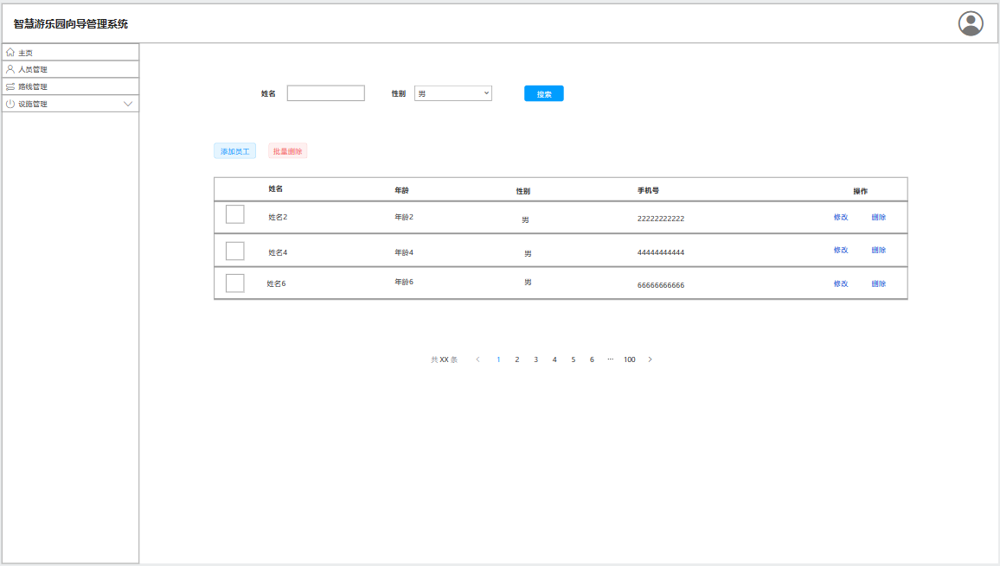 智慧游乐园向导管理系统
主页
人员管理
路线管理
设施管理
姓名 性别 男 搜索
添加员工 批量删除
姓名 年龄 性别 手机号 操作
姓名2 年龄2 男 22222222222 修改 删除
姓名4 年龄4 男 44444444444 修改 删除
姓名6 年龄6 男 66666666666 修改 删除
共 XX 条 < 1 2 3 4 5 6 ··· 100 >